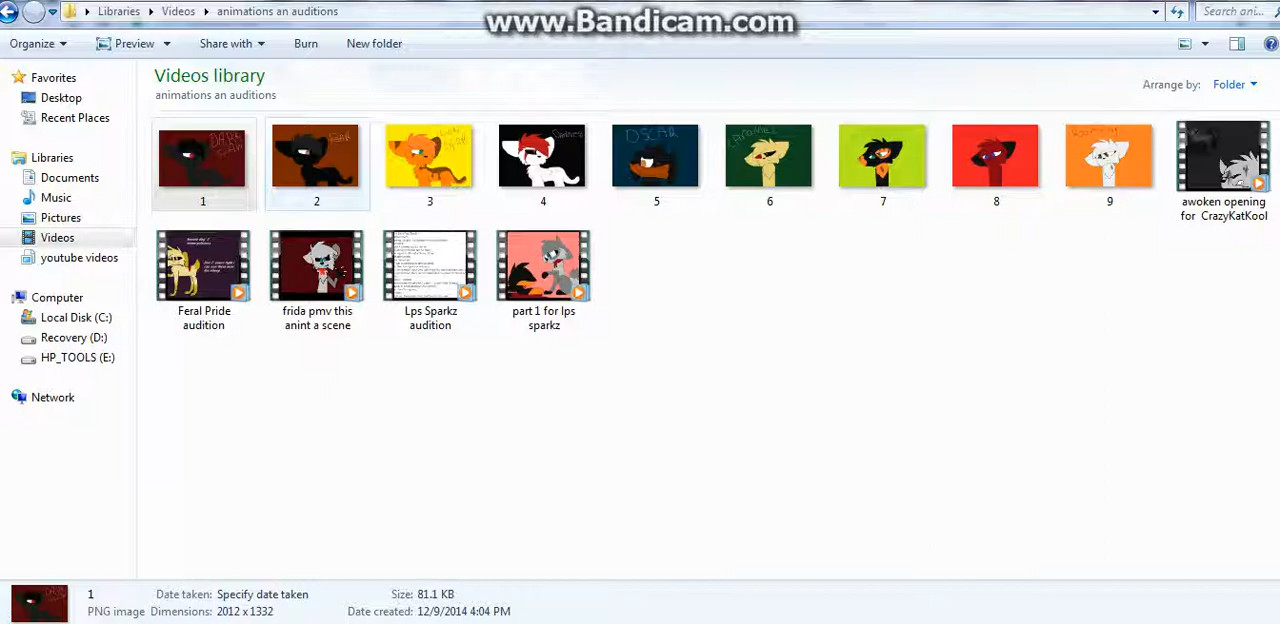 Libraries Videos animations an auditions
www.Bandicam.com
Search ani...
Organize Preview Share with Burn New folder
Favorites
Desktop
Recent Places
Libraries
Documents
Music
Pictures
Videos
youtube videos
Computer
Local Disk (C:)
Recovery (D:)
HP_TOOLS (E:)
Network
Videos library
animations an auditions
Arrange by: Folder
1 2 3 4 5 6 7 8 9
awoken opening
for CrazyKatKool
Feral Pride
audition
frida pmv this
anint a scene
Lps Sparkz
audition
part 1 for lps
sparkz
1 Date taken: Specify date taken Size: 81.1 KB
PNG image Dimensions: 2012 x 1332 Date created: 12/9/2014 4:04 PM